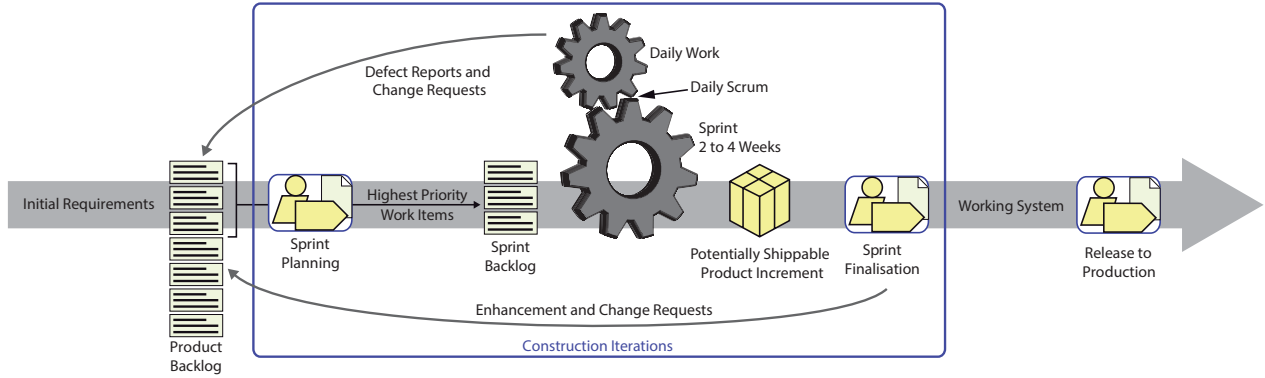 Daily Work
Defect Reports and
Change Requests
Daily Scrum
Sprint
2 to 4 Weeks
Initial Requirements
Highest Priority
Work Items
Working System
Sprint
Planning
Sprint
Backlog
Potentially Shippable
Product Increment
Sprint
Finalisation
Release to
Production
Enhancement and Change Requests
Product
Backlog
Construction Iterations